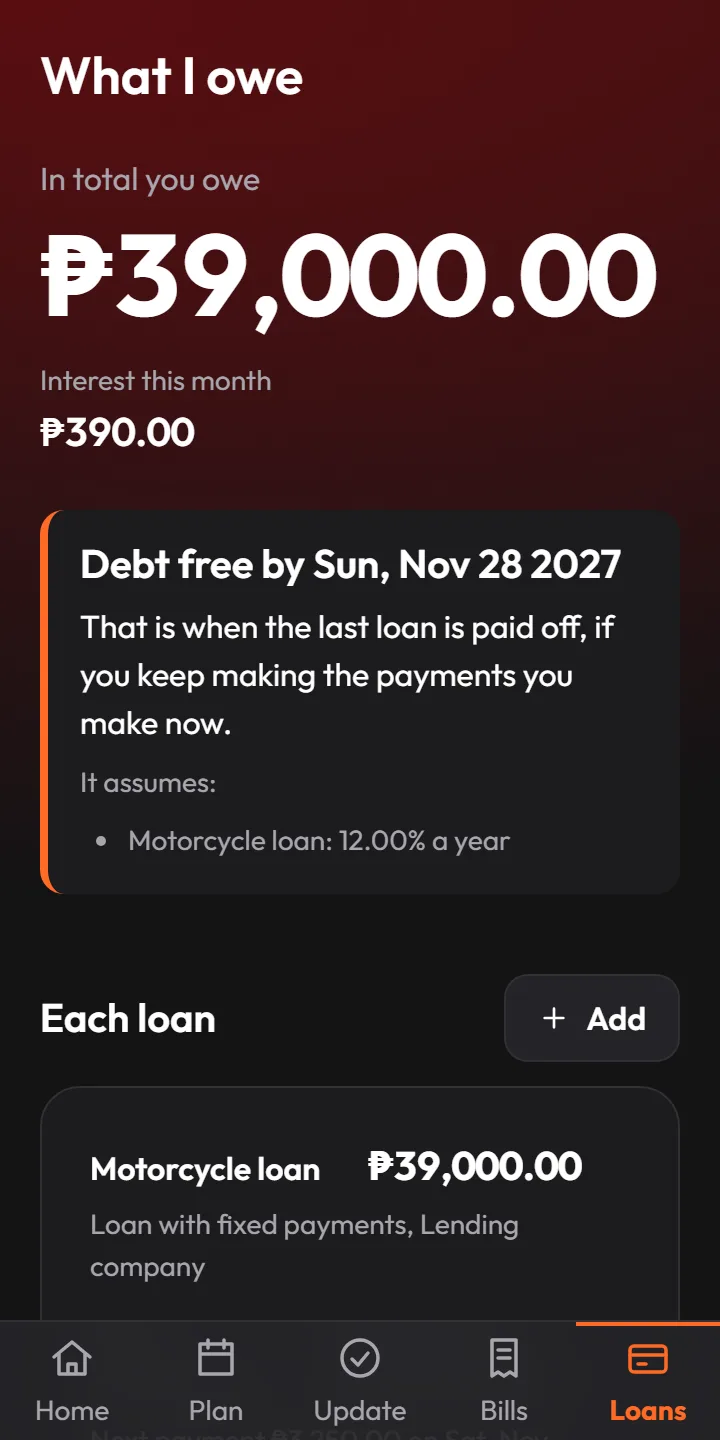 What I owe
In total you owe
₱39,000.00
Interest this month
₱390.00
Debt free by Sun, Nov 28 2027
That is when the last loan is paid off, if
you keep making the payments you
make now.
It assumes:
• Motorcycle loan: 12.00% a year
Each loan
+ Add
Motorcycle loan ₱39,000.00
Loan with fixed payments, Lending
company
Home Plan Update Bills Loans